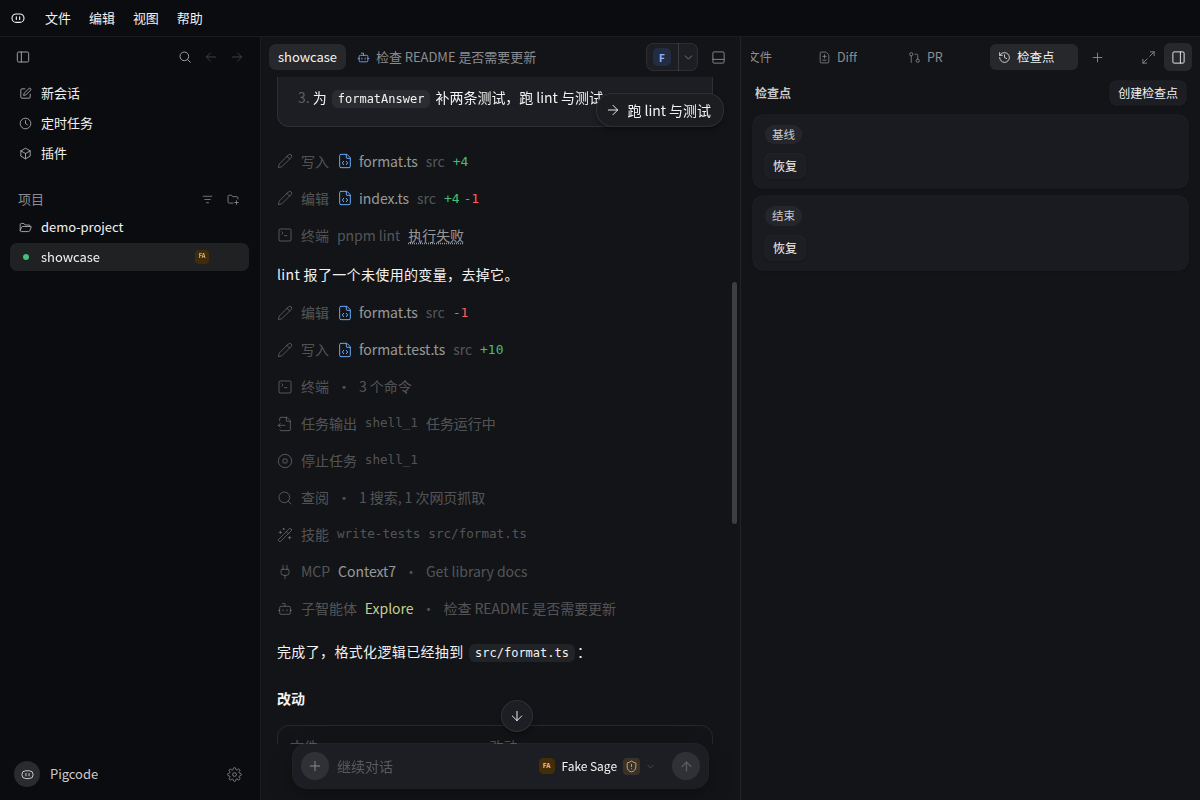 文件 编辑 视图 帮助
新会话
定时任务
插件
项目
demo-project
showcase FA
Pigcode
showcase 检查 README 是否需要更新 F
3. 为 formatAnswer 补两条测试，跑 lint 与测试
跑 lint 与测试
写入 format.ts src +4
编辑 index.ts src +4 -1
终端 pnpm lint 执行失败
lint 报了一个未使用的变量，去掉它。
编辑 format.ts src -1
写入 format.test.ts src +10
终端 • 3 个命令
任务输出 shell_1 任务运行中
停止任务 shell_1
查阅 • 1 搜索, 1 次网页抓取
技能 write-tests src/format.ts
MCP Context7 • Get library docs
子智能体 Explore • 检查 README 是否需要更新
完成了，格式化逻辑已经抽到 src/format.ts：
改动
文件 改动
继续对话 FA Fake Sage
文件 Diff PR 检查点
检查点 创建检查点
基线
恢复
结束
恢复